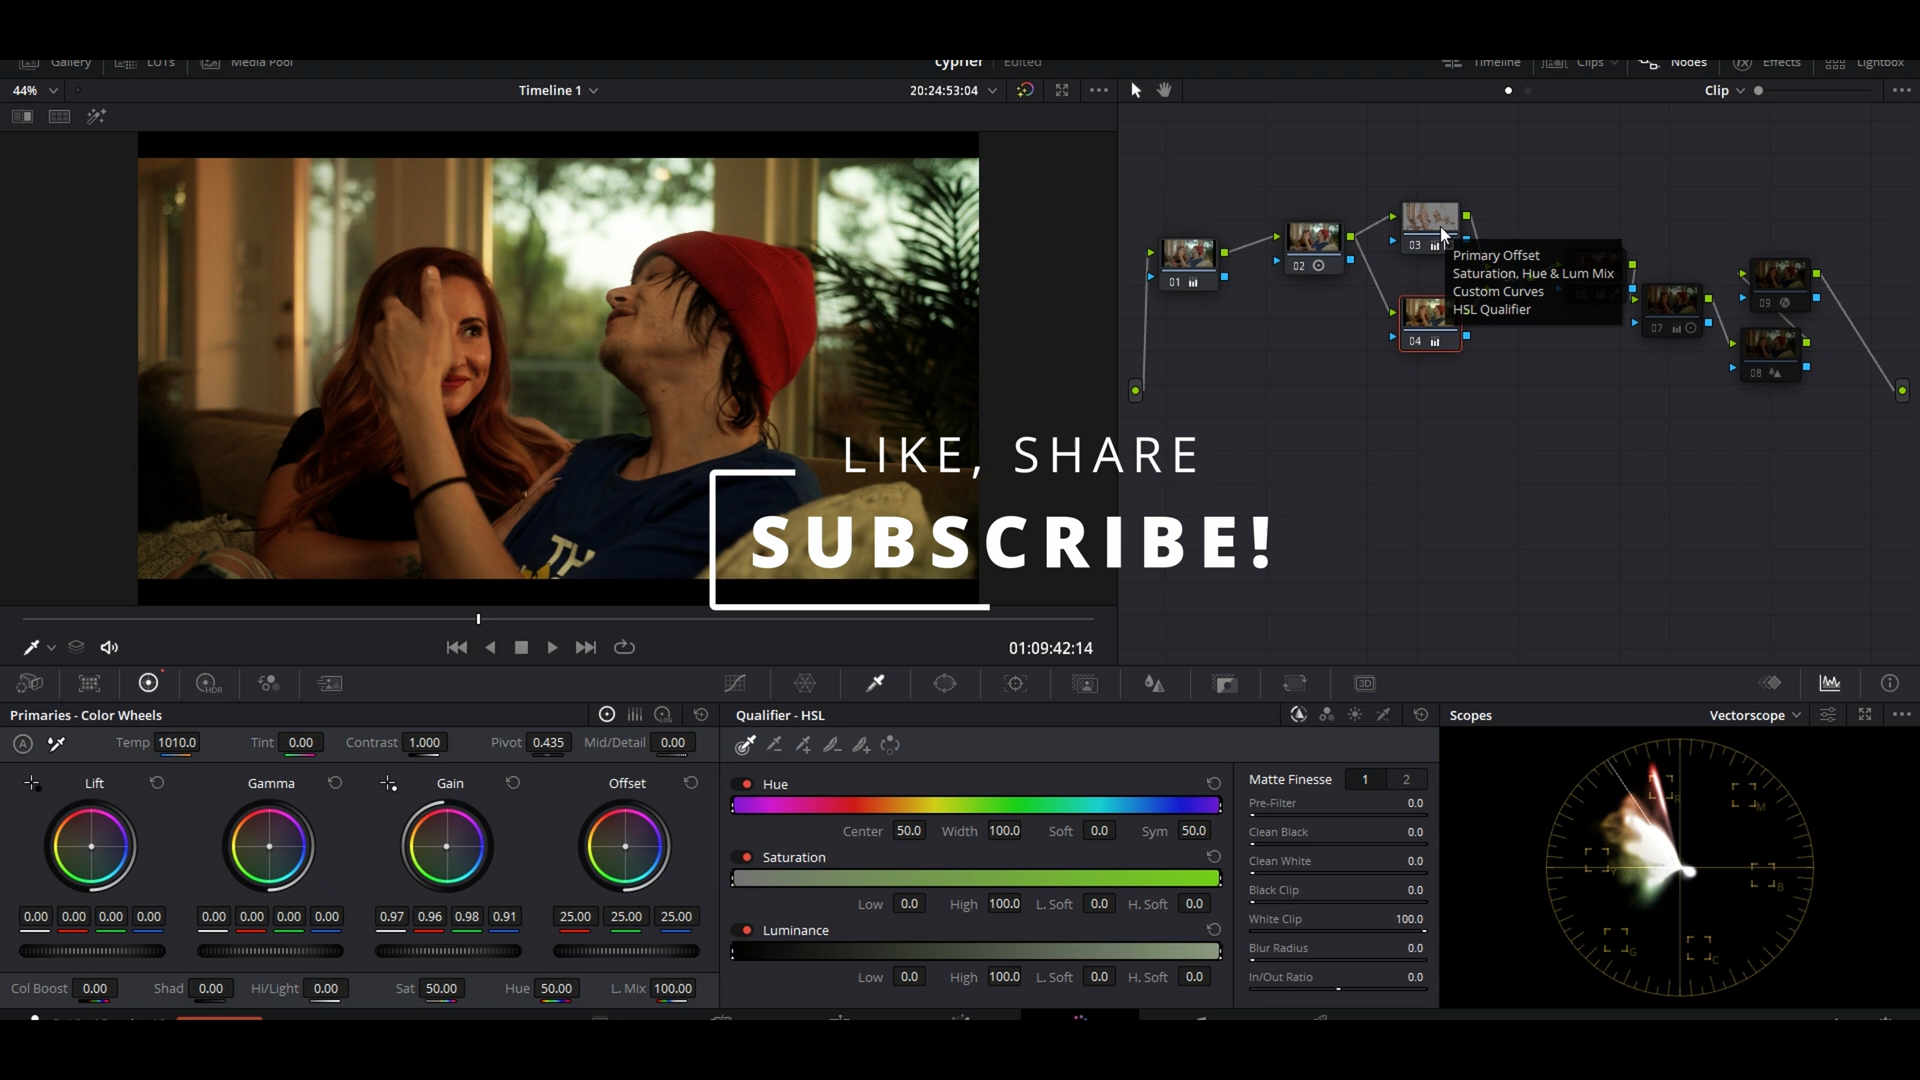 Gallery LUTs Media Pool cypher Edited Timeline Clips Nodes Effects Lightbox
44% Timeline 1 20:24:53:04 Clip
01
02
03
04
07
08
09
Primary Offset
Saturation, Hue & Lum Mix
Custom Curves
HSL Qualifier
LIKE, SHARE
SUBSCRIBE!
TH
01:09:42:14
HDR
3D
Primaries - Color Wheels
LOG
A Temp 1010.0 Tint 0.00 Contrast 1.000 Pivot 0.435 Mid/Detail 0.00
Lift Gamma Gain Offset
0.00 0.00 0.00 0.00 0.00 0.00 0.00 0.00 0.97 0.96 0.98 0.91 25.00 25.00 25.00
Col Boost 0.00 Shad 0.00 Hi/Light 0.00 Sat 50.00 Hue 50.00 L. Mix 100.00
Qualifier - HSL
Hue
Center 50.0 Width 100.0 Soft 0.0 Sym 50.0
Saturation
Low 0.0 High 100.0 L. Soft 0.0 H. Soft 0.0
Luminance
Low 0.0 High 100.0 L. Soft 0.0 H. Soft 0.0
Matte Finesse 1 2
Pre-Filter 0.0
Clean Black 0.0
Clean White 0.0
Black Clip 0.0
White Clip 100.0
Blur Radius 0.0
In/Out Ratio 0.0
Scopes Vectorscope
R
M
Y
B
G
C